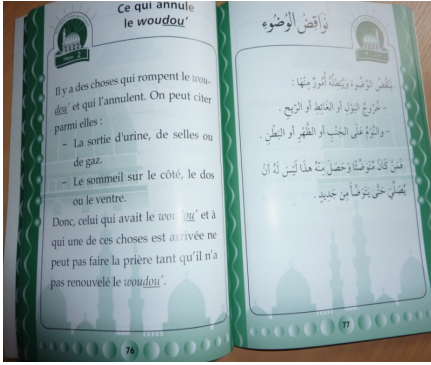 Ce qui annule
le woudou'
Il y a des choses qui rompent le wou-
dou' et qui l'annulent. On peut citer
parmi elles :
– La sortie d'urine, de selles ou
de gaz.
– Le sommeil sur le côté, le dos
ou le ventre.
Donc, celui qui avait le woudou' et à
qui une de ces choses est arrivée ne
peut pas faire la prière tant qu'il n'a
pas renouvelé le woudou'.
76
نَوَاقِضُ الْوُضُوءِ
يَنْقُضُ الْوُضُوءَ وَيُبْطِلُهُ أُمُورٌ مِنْهَا :
– خُرُوجُ الْبَوْلِ أَوِ الْغَائِطِ أَوِ الرِّيحِ .
– وَالنَّوْمُ عَلَى الْجَنْبِ أَوِ الظَّهْرِ أَوِ الْبَطْنِ .
فَمَنْ كَانَ مُتَوَضِّئًا وَحَصَلَ مِنْهُ هَذَا لَيْسَ لَهُ أَنْ
يُصَلِّيَ حَتَّى يَتَوَضَّأَ مِنْ جَدِيدٍ .
77